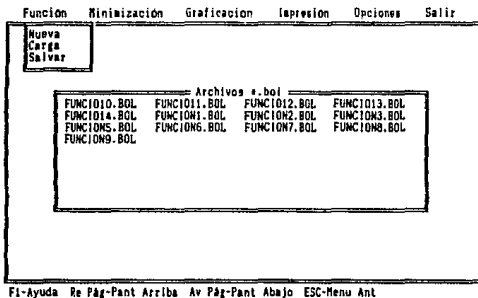 Función Minimización Graficacion Impresión Opciones Salir
Nueva
Carga
Salvar
Archivos *.bol
FUNCIO10.BOL FUNCIO11.BOL FUNCIO12.BOL FUNCIO13.BOL
FUNCIO14.BOL FUNCION1.BOL FUNCION2.BOL FUNCION3.BOL
FUNCION5.BOL FUNCION6.BOL FUNCION7.BOL FUNCION8.BOL
FUNCION9.BOL
F1-Ayuda Re Pág-Pant Arriba Av Pág-Pant Abajo ESC-Menu Ant